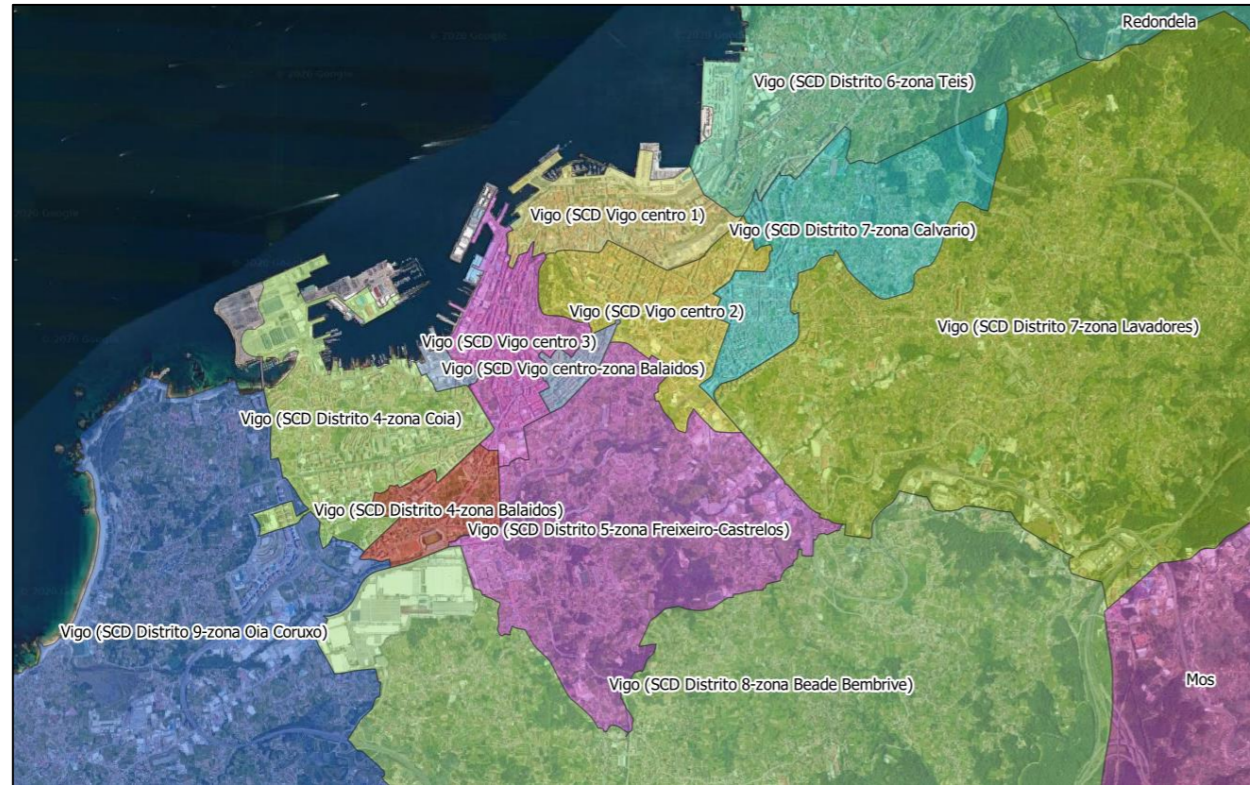 Redondela
© 2020 Google
Vigo (SCD Distrito 6-zona Teis)
Vigo (SCD Vigo centro 1)
Vigo (SCD Distrito 7-zona Calvario)
Vigo (SCD Vigo centro 2)
Vigo (SCD Distrito 7-zona Lavadores)
Vigo (SCD Vigo centro 3)
Vigo (SCD Vigo centro-zona Balaidos)
Vigo (SCD Distrito 4-zona Coia)
Vigo (SCD Distrito 4-zona Balaidos)
Vigo (SCD Distrito 5-zona Freixeiro-Castrelos)
Vigo (SCD Distrito 9-zona Oia Coruxo)
Vigo (SCD Distrito 8-zona Beade Bembrive)
Mos